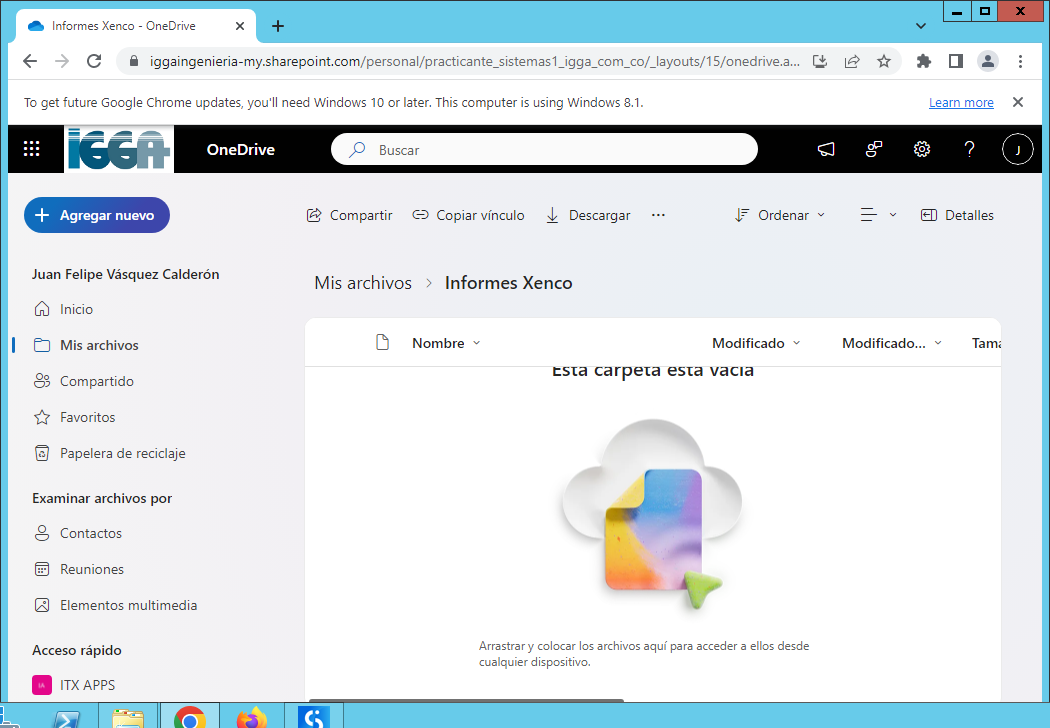 Informes Xenco - OneDrive
iggaingenieria-my.sharepoint.com/personal/practicante_sistemas1_igga_com_co/_layouts/15/onedrive.a...
To get future Google Chrome updates, you'll need Windows 10 or later. This computer is using Windows 8.1.
Learn more
IGGA
OneDrive
Buscar
J
Agregar nuevo
Compartir
Copiar vínculo
Descargar
Ordenar
Detalles
Juan Felipe Vásquez Calderón
Inicio
Mis archivos
Compartido
Favoritos
Papelera de reciclaje
Examinar archivos por
Contactos
Reuniones
Elementos multimedia
Acceso rápido
IA ITX APPS
Mis archivos > Informes Xenco
Nombre
Modificado
Modificado...
Tama
Esta carpeta está vacía
Arrastrar y colocar los archivos aquí para acceder a ellos desde
cualquier dispositivo.